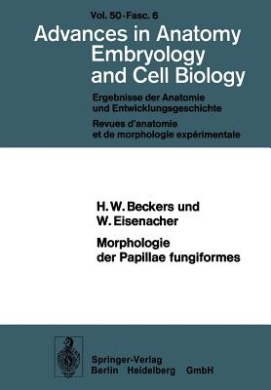 Vol. 50-Fasc. 6
Advances in Anatomy
Embryology
and Cell Biology
Ergebnisse der Anatomie
und Entwicklungsgeschichte
Revues d'anatomie
et de morphologie expérimentale
H. W. Beckers und
W. Eisenacher
Morphologie
der Papillae fungiformes
Springer-Verlag
Berlin Heidelberg GmbH